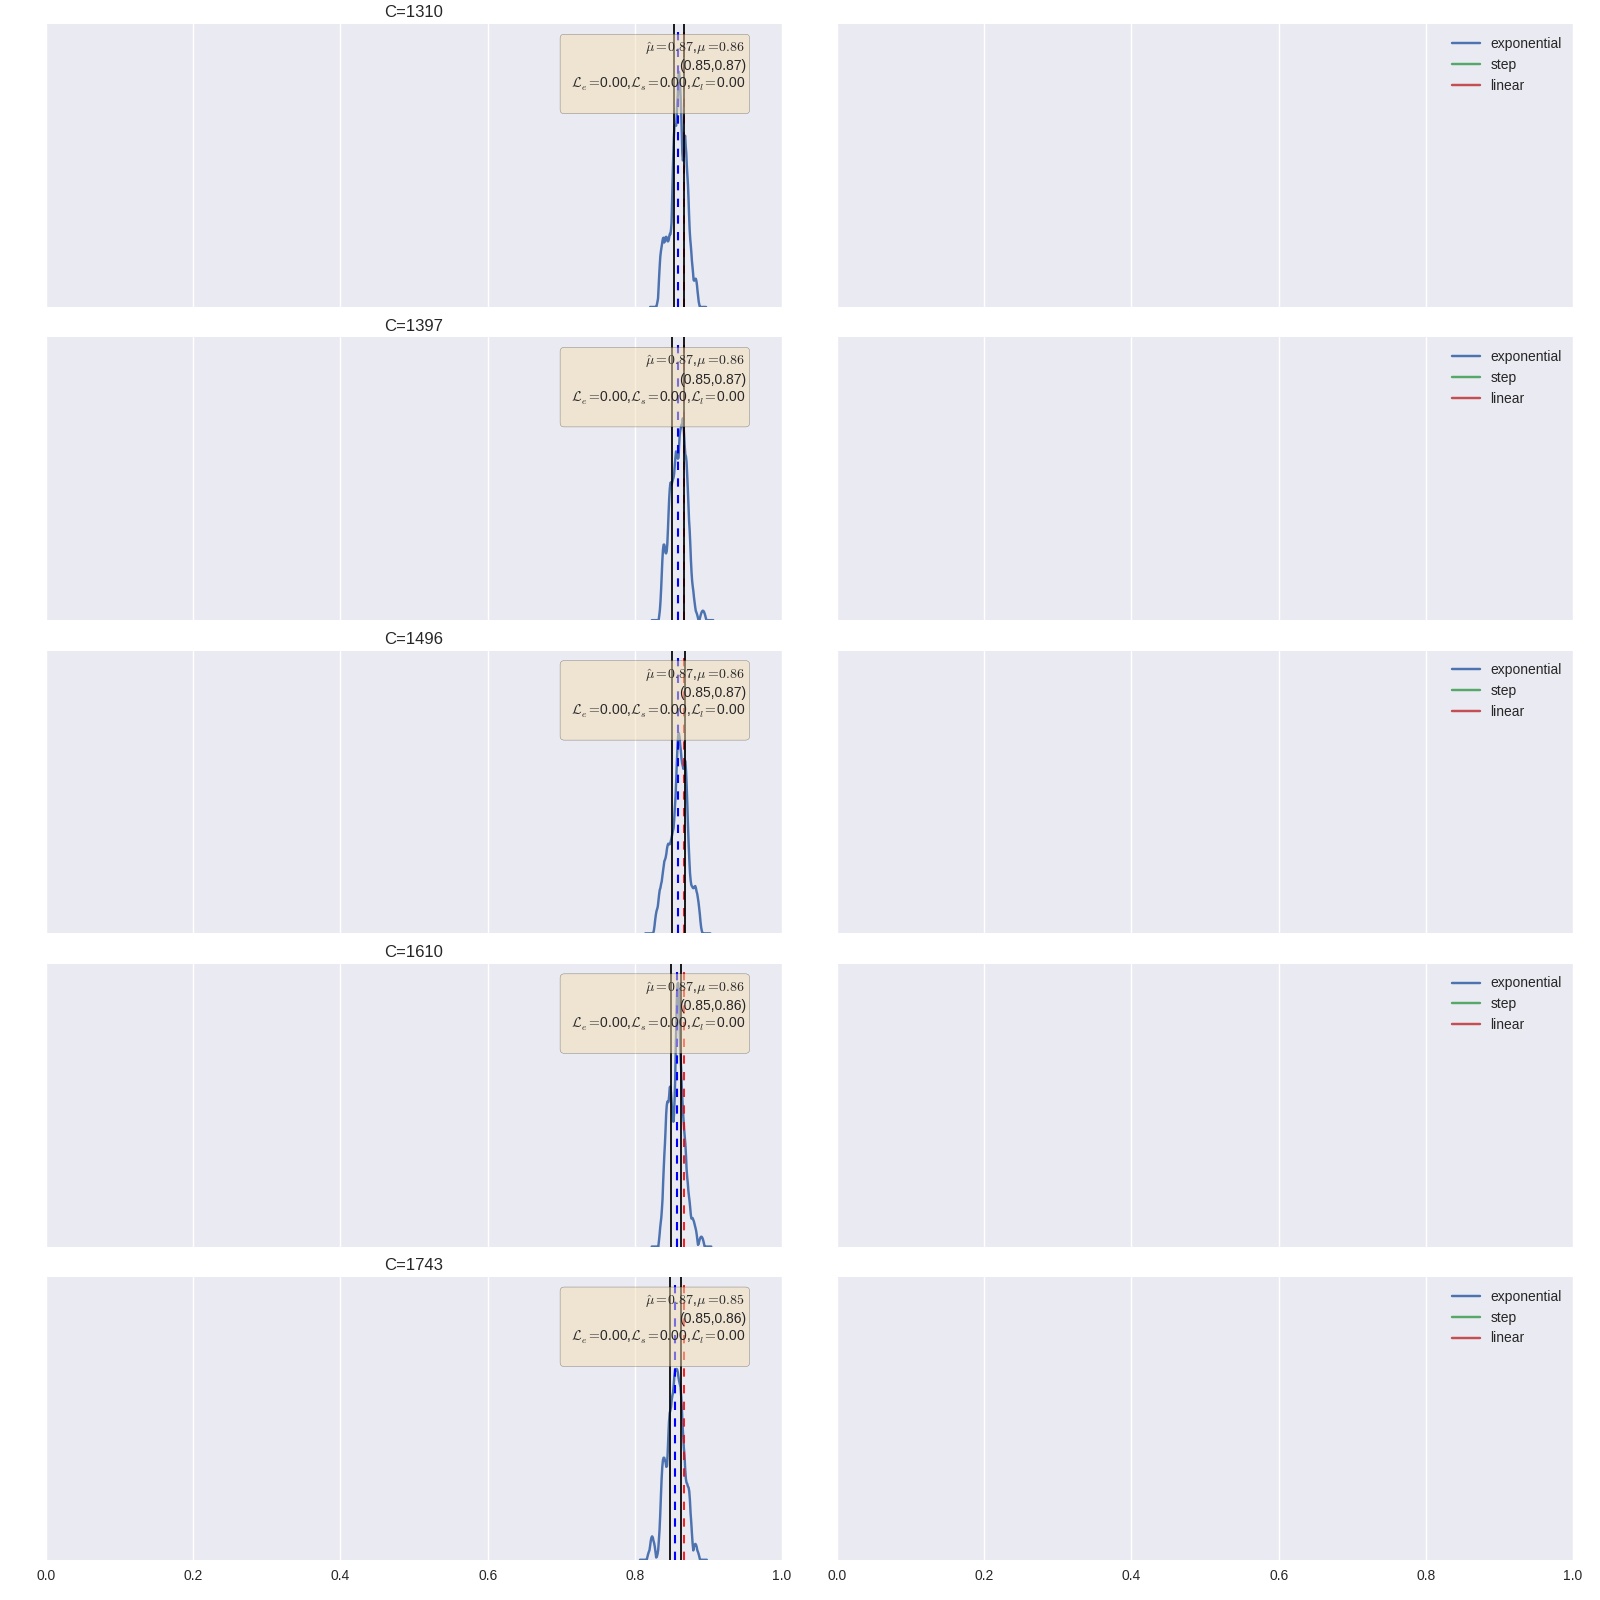 C=1310
μ̂=0.87,μ=0.86
(0.85,0.87)
ℒₑ=0.00,ℒₛ=0.00,ℒₗ=0.00
exponential
step
linear
C=1397
μ̂=0.87,μ=0.86
(0.85,0.87)
ℒₑ=0.00,ℒₛ=0.00,ℒₗ=0.00
exponential
step
linear
C=1496
μ̂=0.87,μ=0.86
(0.85,0.87)
ℒₑ=0.00,ℒₛ=0.00,ℒₗ=0.00
exponential
step
linear
C=1610
μ̂=0.87,μ=0.86
(0.85,0.86)
ℒₑ=0.00,ℒₛ=0.00,ℒₗ=0.00
exponential
step
linear
C=1743
μ̂=0.87,μ=0.85
(0.85,0.86)
ℒₑ=0.00,ℒₛ=0.00,ℒₗ=0.00
exponential
step
linear
0.0 0.2 0.4 0.6 0.8 1.0
0.0 0.2 0.4 0.6 0.8 1.0